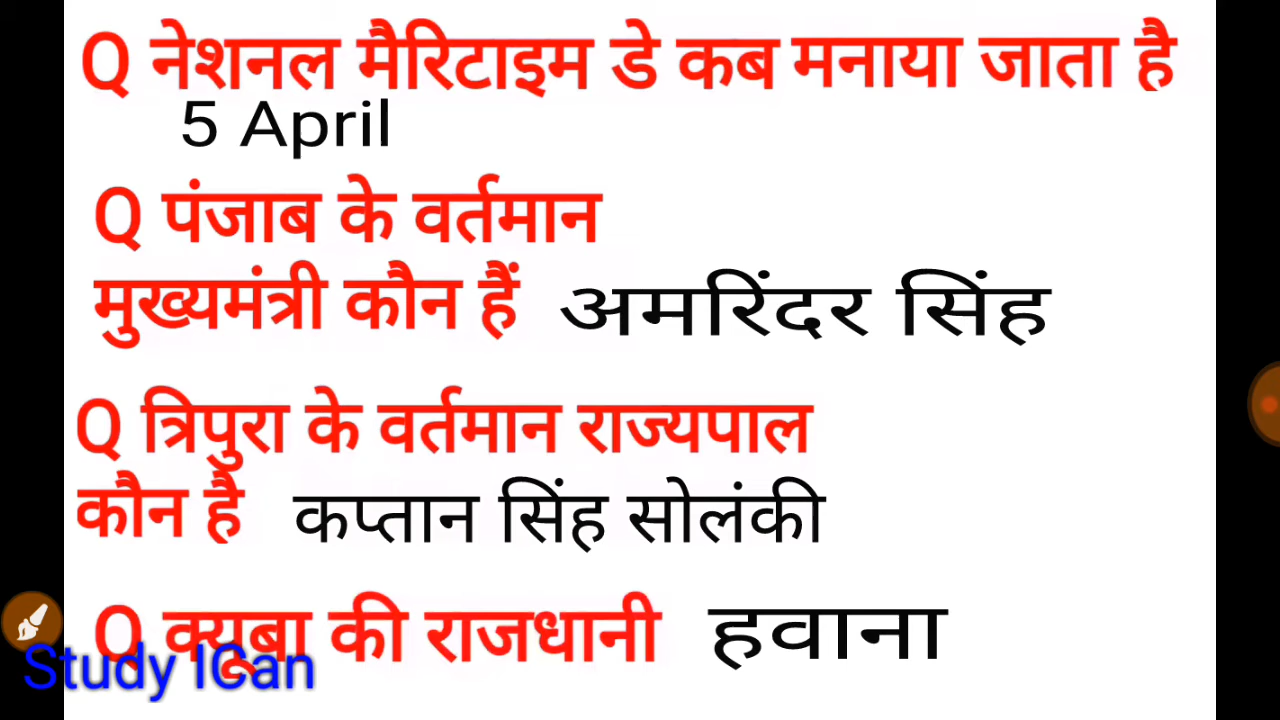 Q नेशनल मैरिटाइम डे कब मनाया जाता है
5 April
Q पंजाब के वर्तमान
मुख्यमंत्री कौन हैं अमरिंदर सिंह
Q त्रिपुरा के वर्तमान राज्यपाल
कौन है कप्तान सिंह सोलंकी
Q क्यूबा की राजधानी हवाना
Study ICan